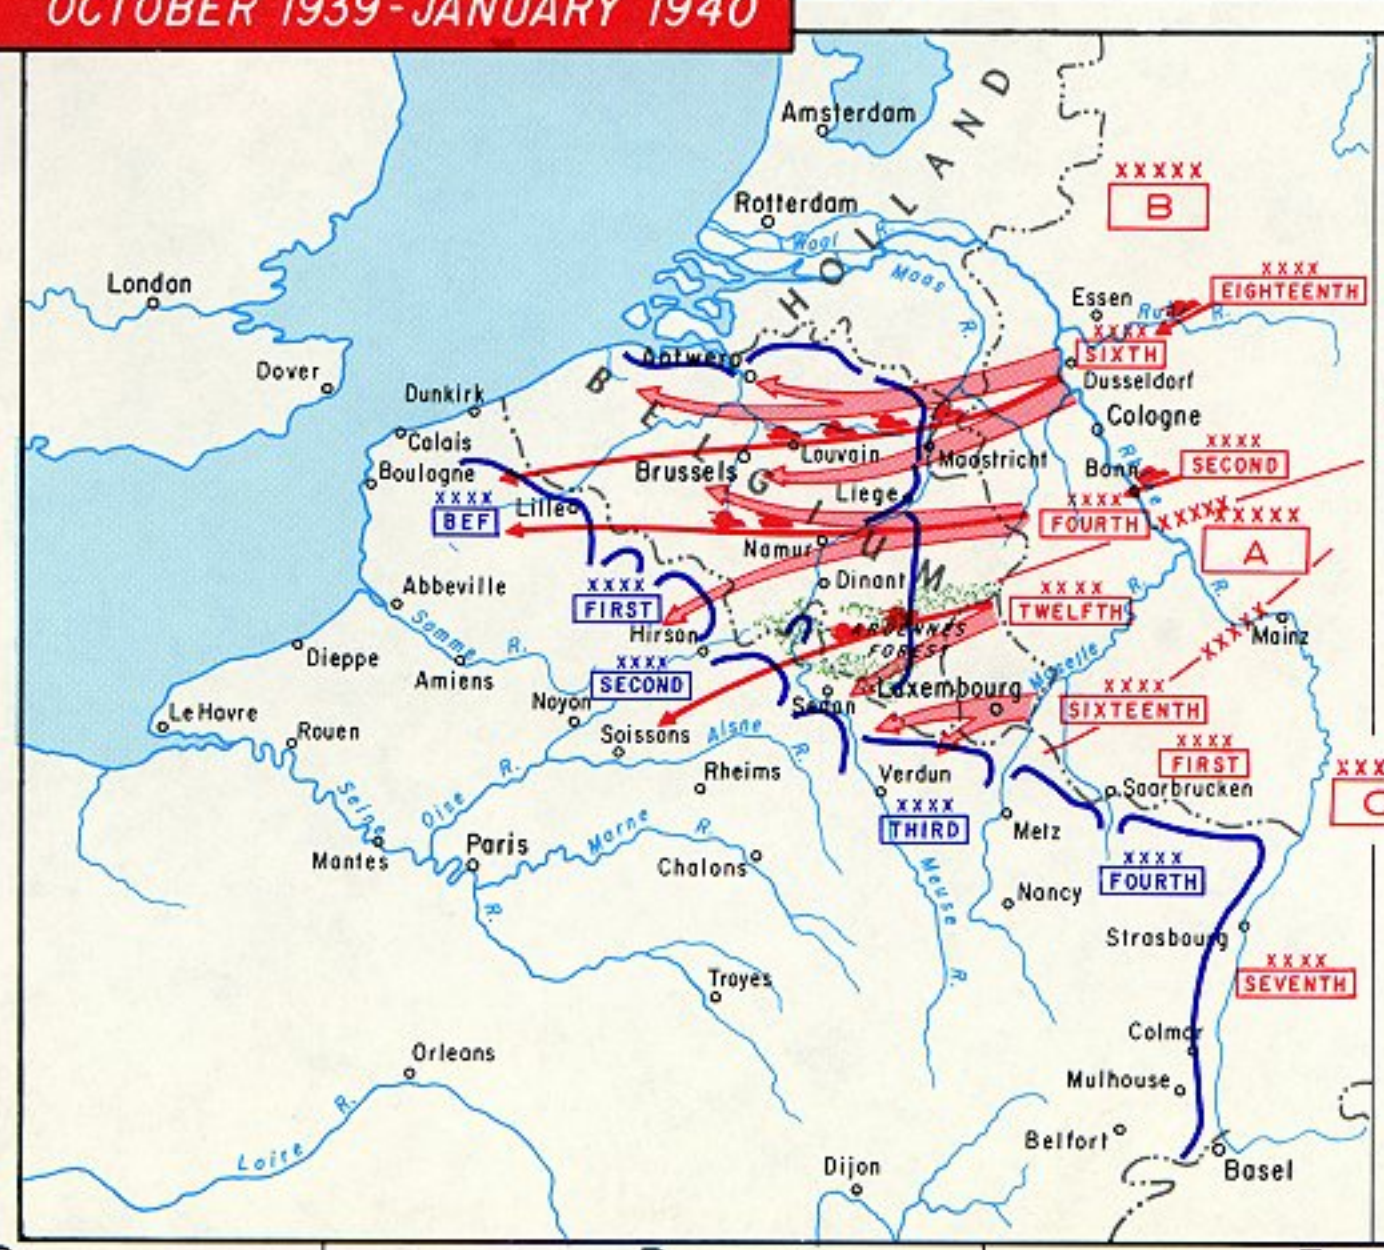 OCTOBER 1939-JANUARY 1940
Amsterdam
HOLLAND
XXXXX
B
Rotterdam
Waal R.
Maas R.
London
XXXX
EIGHTEENTH
Essen
Ruhr R.
XXXX
SIXTH
Dover
Antwerp
Dusseldorf
BELGIUM
Dunkirk
Cologne
Calais
Louvain
Maastricht
XXXX
SECOND
Boulogne
Brussels
Bonn
Liege
XXXX
BEF
Lille
XXXX
FOURTH
XXXXX
XXXXX
A
Namur
Dinant
Abbeville
XXXX
FIRST
XXXX
TWELFTH
R.
R.
Somme R.
Hirson
ARDENNES
FOREST
XXXXX
Mainz
Dieppe
Amiens
XXXX
SECOND
Moselle
Luxembourg
XXXX
SIXTEENTH
Noyon
Sedan
Le Havre
Rouen
Soissons
Aisne R.
XXXX
FIRST
Rheims
Verdun
Saarbrucken
XXX
C
Seine
Oise R.
XXXX
THIRD
Metz
Marne R.
Mantes
Paris
Chalons
XXXX
FOURTH
Meuse R.
Nancy
R.
Strasbourg
XXXX
SEVENTH
Troyes
Colmar
Orleans
Mulhouse
Loire R.
Belfort
Dijon
Basel